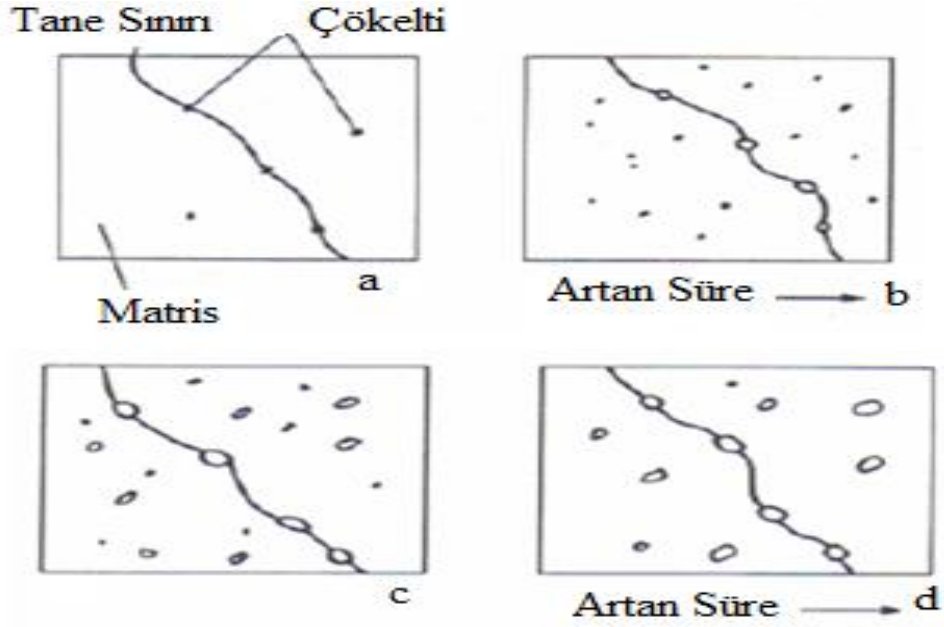 Tane Sınırı Çökelti
a
Matris
Artan Süre b
c
Artan Süre d